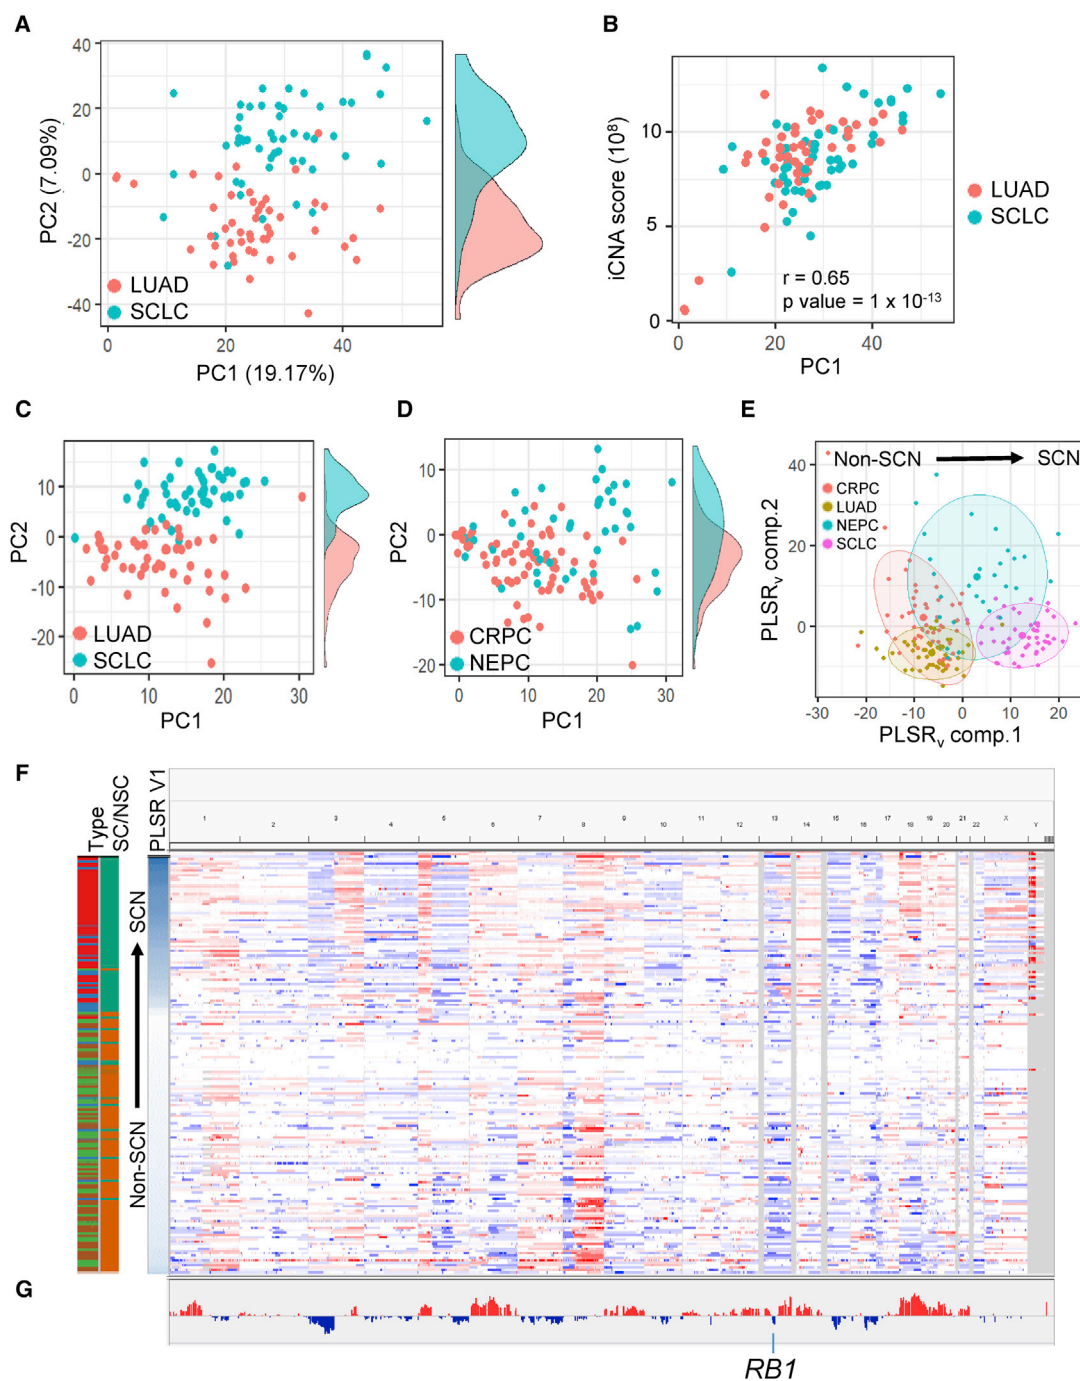 A
40
20
0
-20
-40
PC2 (7.09%)
LUAD
SCLC
0
20
40
PC1 (19.17%)
B
10
5
0
iCNA score (10⁸)
r = 0.65
p value = 1 x 10⁻¹³
0
20
40
PC1
LUAD
SCLC
C
10
0
-10
-20
PC2
LUAD
SCLC
0
10
20
30
PC1
D
10
0
-10
-20
PC2
CRPC
NEPC
0
10
20
30
PC1
E
Non-SCN
SCN
40
20
0
PLSRᵥ comp.2
CRPC
LUAD
NEPC
SCLC
-30
-20
-10
0
10
20
PLSRᵥ comp.1
F
Type
SC/NSC
PLSR V1
1
2
3
4
5
6
7
8
9
10
11
12
13
14
15
16
17
18
19
20
21
22
X
Y
SCN
Non-SCN
G
RB1